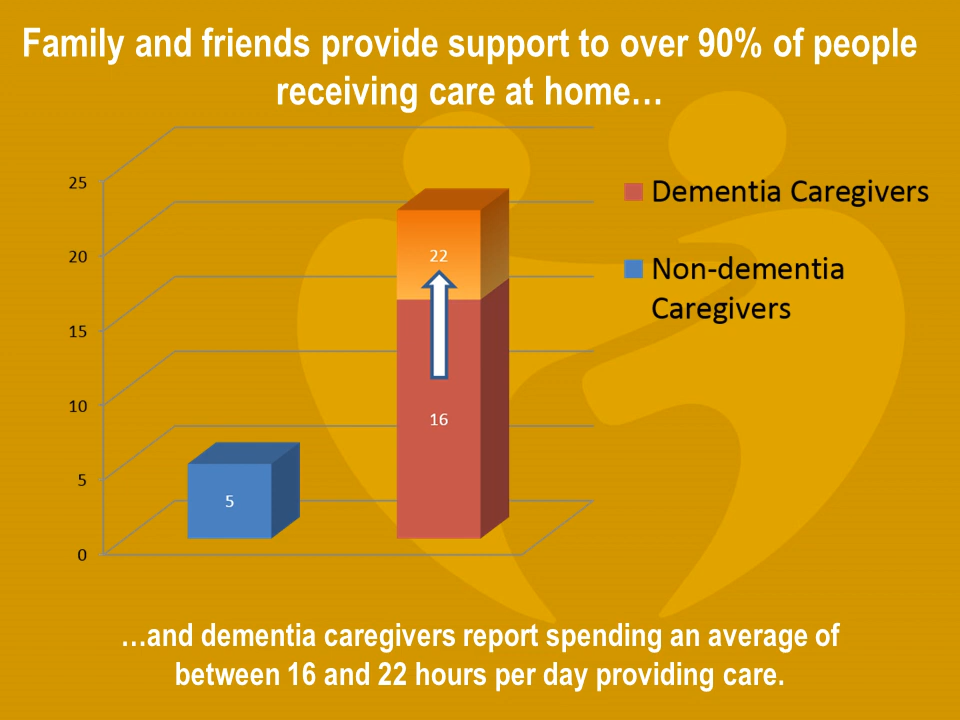 Family and friends provide support to over 90% of people
receiving care at home…
25
20
15
10
5
0
5
22
16
Dementia Caregivers
Non-dementia
Caregivers
…and dementia caregivers report spending an average of
between 16 and 22 hours per day providing care.